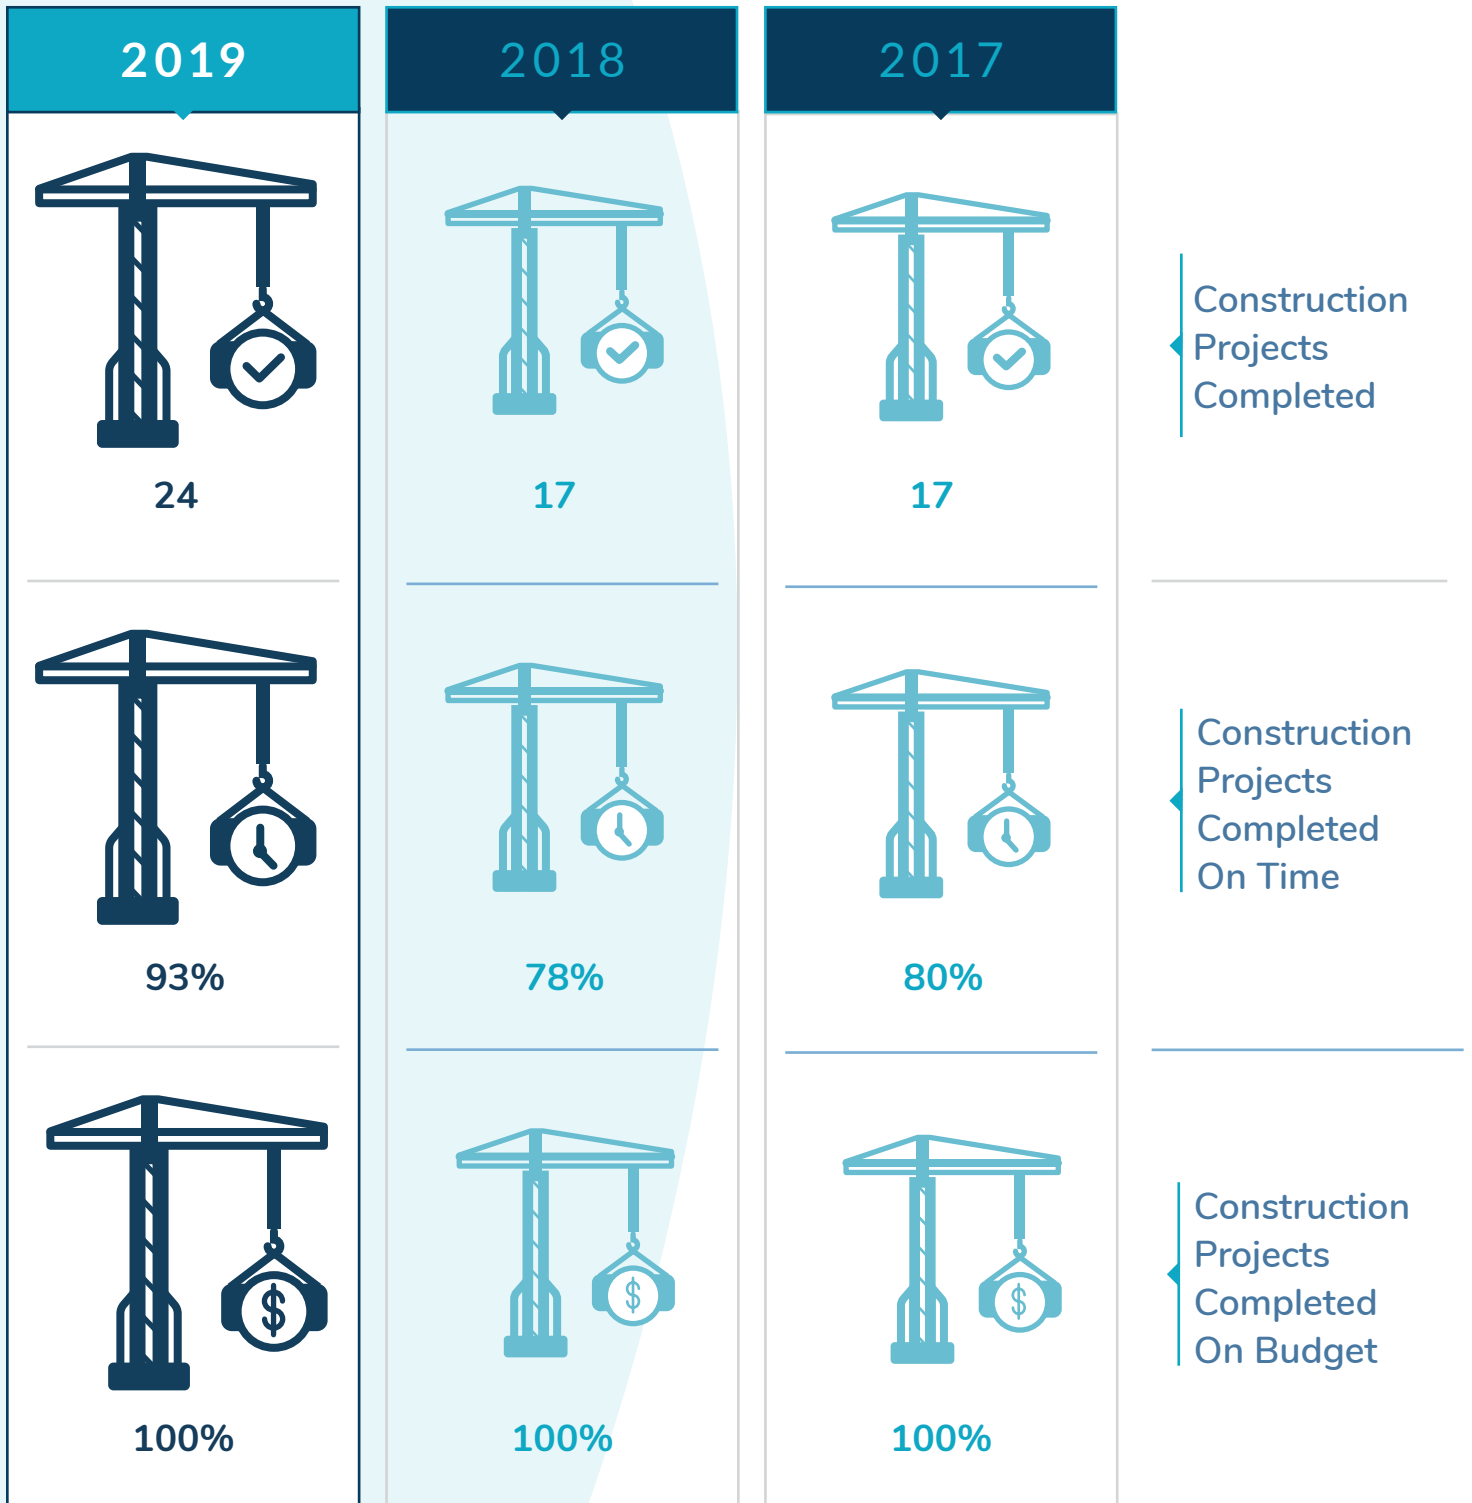 2019 2018 2017
Construction
Projects
Completed
24 17 17
Construction
Projects
Completed
On Time
93% 78% 80%
Construction
Projects
Completed
On Budget
100% 100% 100%